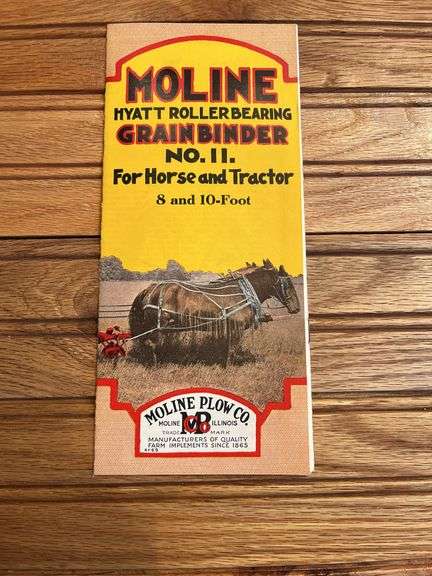 MOLINE
HYATT ROLLER BEARING
GRAIN BINDER
NO. 11.
For Horse and Tractor
8 and 10-Foot
MOLINE PLOW CO.
MOLINE ILLINOIS
TRADE MARK
MANUFACTURERS OF QUALITY
FARM IMPLEMENTS SINCE 1865